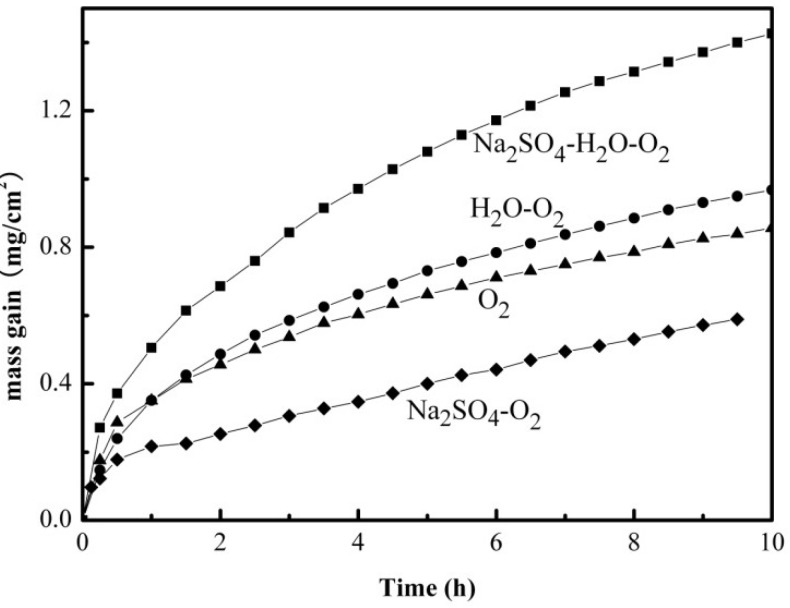 1.2
0.8
0.4
0.0
mass gain (mg/cm²)
Na₂SO₄-H₂O-O₂
H₂O-O₂
O₂
Na₂SO₄-O₂
0 2 4 6 8 10
Time (h)